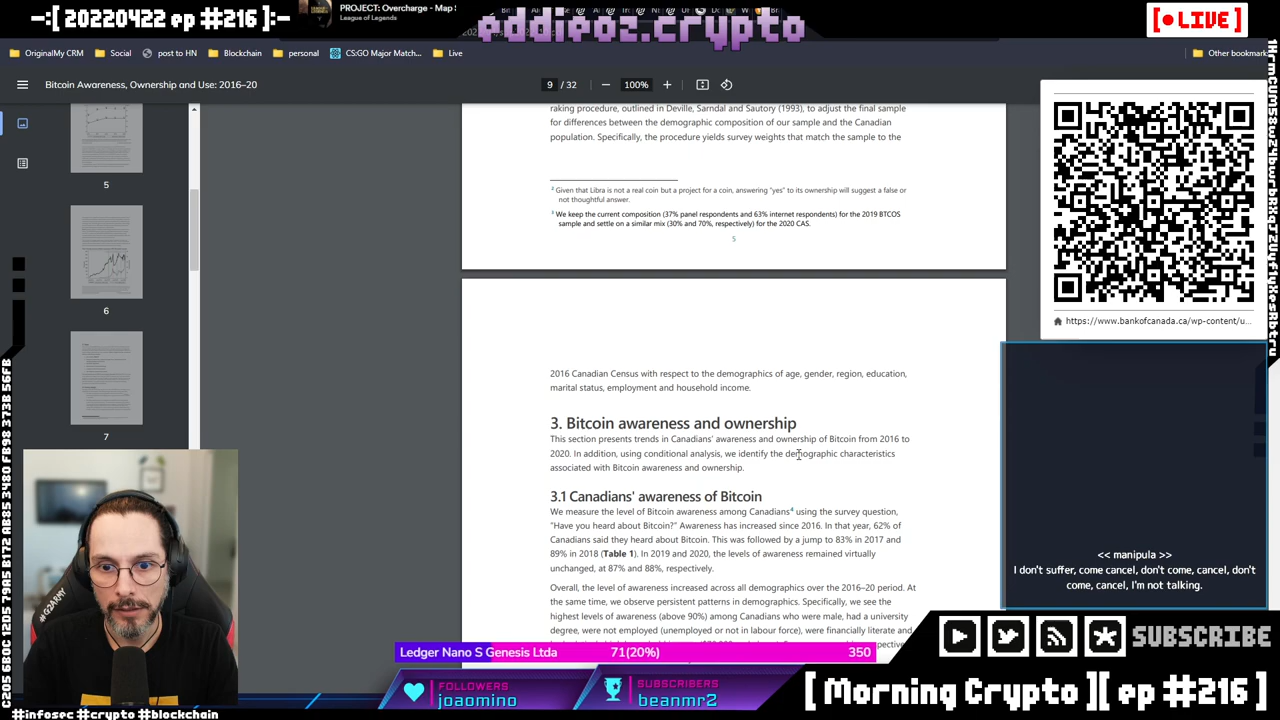 -:[ 20220422 ep #216 ]:-
PROJECT: Overcharge - Map
League of Legends
eddieoz.crypto
[ LIVE ]
OriginalMy CRM
Social
post to HN
Blockchain
personal
CS:GO Major Match...
Other bookmark
Bitcoin Awareness, Ownership and Use: 2016–20
9 / 32
100%
raking procedure, outlined in Deville, Sarndal and Sautory (1993), to adjust the final sample
for differences between the demographic composition of our sample and the Canadian
population. Specifically, the procedure yields survey weights that match the sample to the
2 Given that Libra is not a real coin but a project for a coin, answering "yes" to its ownership will suggest a false or
not thoughtful answer.
3 We keep the current composition (37% panel respondents and 63% internet respondents) for the 2019 BTCOS
sample and settle on a similar mix (30% and 70%, respectively) for the 2020 CAS.
5
5
6
7
2016 Canadian Census with respect to the demographics of age, gender, region, education,
marital status, employment and household income.
3. Bitcoin awareness and ownership
This section presents trends in Canadians' awareness and ownership of Bitcoin from 2016 to
2020. In addition, using conditional analysis, we identify the demographic characteristics
associated with Bitcoin awareness and ownership.
3.1 Canadians' awareness of Bitcoin
We measure the level of Bitcoin awareness among Canadians4 using the survey question,
"Have you heard about Bitcoin?" Awareness has increased since 2016. In that year, 62% of
Canadians said they heard about Bitcoin. This was followed by a jump to 83% in 2017 and
89% in 2018 (Table 1). In 2019 and 2020, the levels of awareness remained virtually
unchanged, at 87% and 88%, respectively.
Overall, the level of awareness increased across all demographics over the 2016–20 period. At
the same time, we observe persistent patterns in demographics. Specifically, we see the
highest levels of awareness (above 90%) among Canadians who were male, had a university
degree, were not employed (unemployed or not in labour force), were financially literate and
https://www.bankofcanada.ca/wp-content/u...
<< manipula >>
I don't suffer, come cancel, don't come, cancel, don't
come, cancel, I'm not talking.
Ledger Nano S Genesis Ltda
71(20%)
350
FOLLOWERS
joaomino
SUBSCRIBERS
beanmr2
SUBSCRIBE
[ Morning Crypto ][ ep #216 ]
#infosec #crypto #blockchain